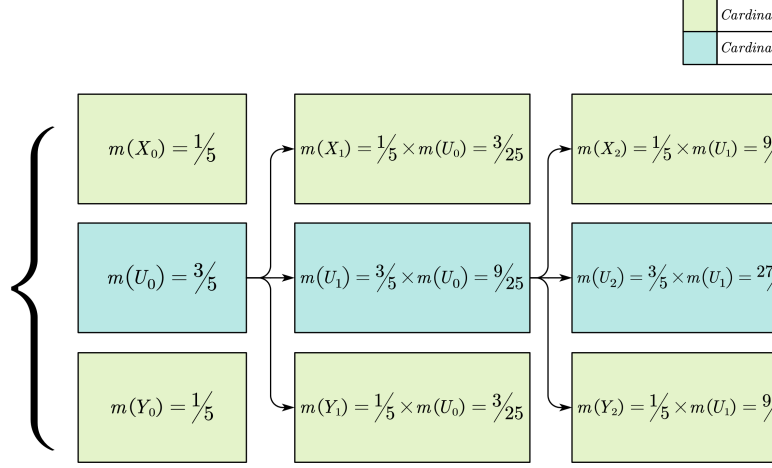 m(X₀) = 1/5
m(X₁) = 1/5 × m(U₀) = 3/25
m(X₂) = 1/5 × m(U₁) = 9/
m(U₀) = 3/5
m(U₁) = 3/5 × m(U₀) = 9/25
m(U₂) = 3/5 × m(U₁) = 27/
m(Y₀) = 1/5
m(Y₁) = 1/5 × m(U₀) = 3/25
m(Y₂) = 1/5 × m(U₁) = 9/